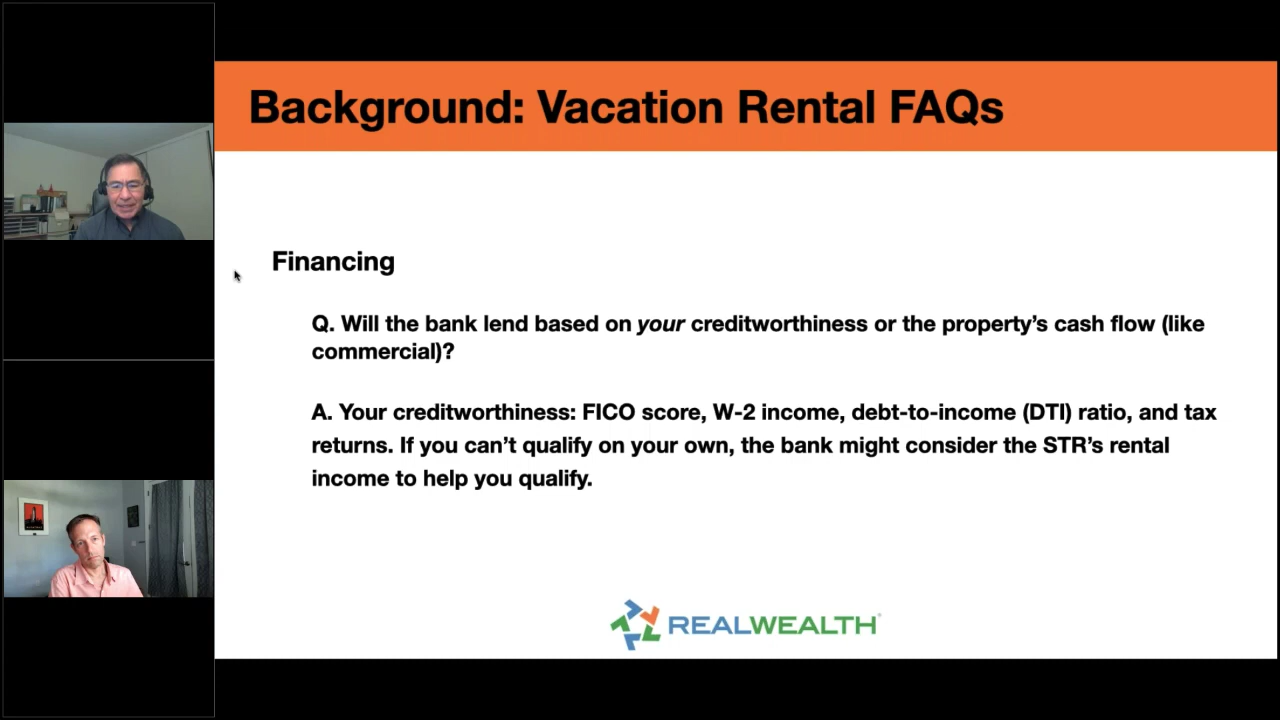 Background: Vacation Rental FAQs
Financing
Q. Will the bank lend based on your creditworthiness or the property’s cash flow (like
commercial)?
A. Your creditworthiness: FICO score, W-2 income, debt-to-income (DTI) ratio, and tax
returns. If you can’t qualify on your own, the bank might consider the STR’s rental
income to help you qualify.
REALWEALTH